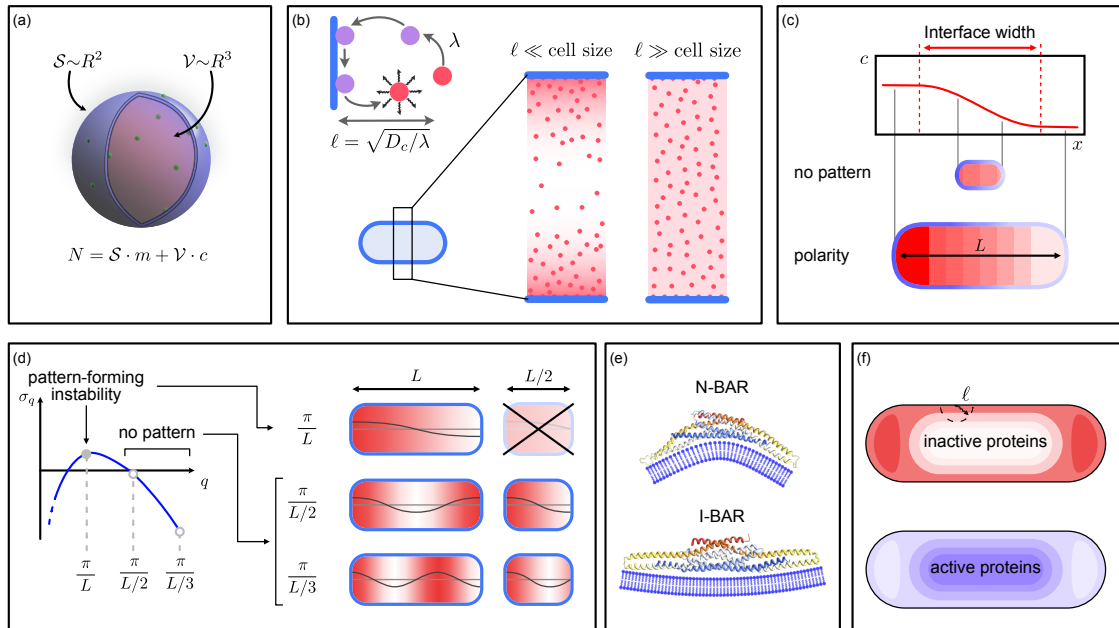 (a)
𝒮~R²
𝒱~R³
N = 𝒮 · m + 𝒱 · c
(b)
λ
ℓ = √D_c/λ
ℓ ≪ cell size
ℓ ≫ cell size
(c)
Interface width
c
x
no pattern
polarity
L
(d)
pattern-forming
instability
σ_q
no pattern
q
π/L
π/L/2
π/L/3
L
L/2
π/L
π/L/2
π/L/3
(e)
N-BAR
I-BAR
(f)
ℓ
inactive proteins
active proteins